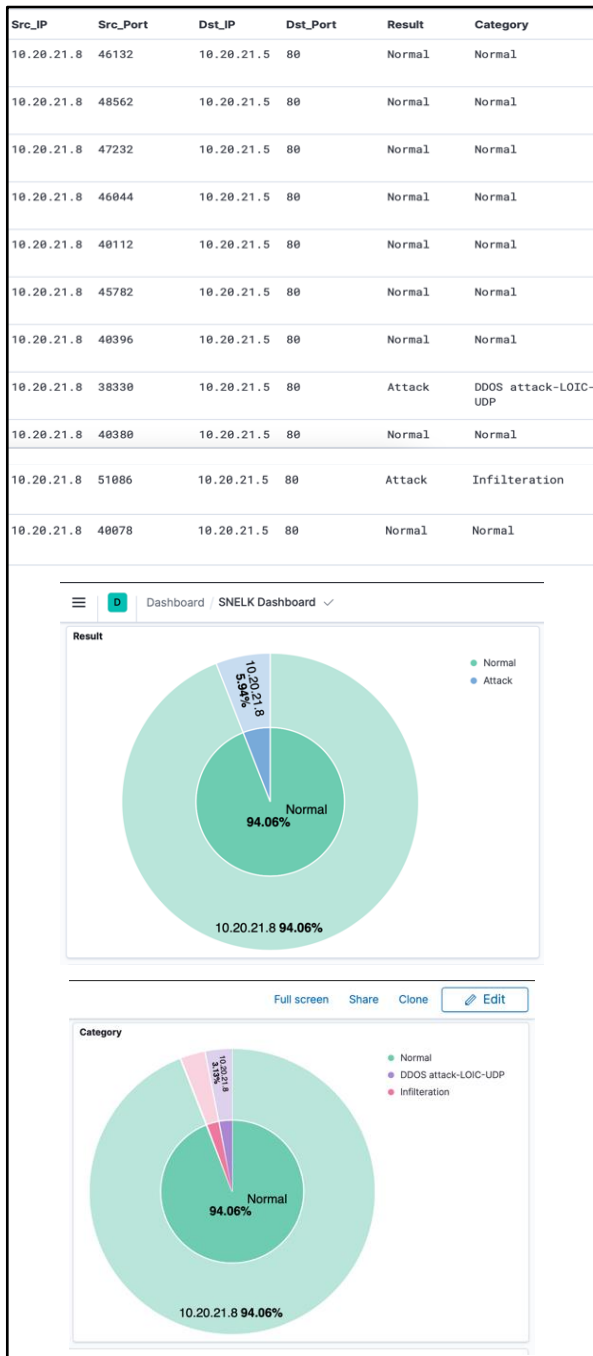 Src_IP Src_Port Dst_IP Dst_Port Result Category
10.20.21.8 46132 10.20.21.5 80 Normal Normal
10.20.21.8 48562 10.20.21.5 80 Normal Normal
10.20.21.8 47232 10.20.21.5 80 Normal Normal
10.20.21.8 46044 10.20.21.5 80 Normal Normal
10.20.21.8 40112 10.20.21.5 80 Normal Normal
10.20.21.8 45782 10.20.21.5 80 Normal Normal
10.20.21.8 40396 10.20.21.5 80 Normal Normal
10.20.21.8 38330 10.20.21.5 80 Attack DDOS attack-LOIC-
UDP
10.20.21.8 40380 10.20.21.5 80 Normal Normal
10.20.21.8 51086 10.20.21.5 80 Attack Infilteration
10.20.21.8 40078 10.20.21.5 80 Normal Normal
D Dashboard / SNELK Dashboard
Result
Normal
Attack
10.20.21.8
5.94%
Normal
94.06%
10.20.21.8 94.06%
Full screen Share Clone Edit
Category
Normal
DDOS attack-LOIC-UDP
Infilteration
10.20.21.8
3.13%
Normal
94.06%
10.20.21.8 94.06%